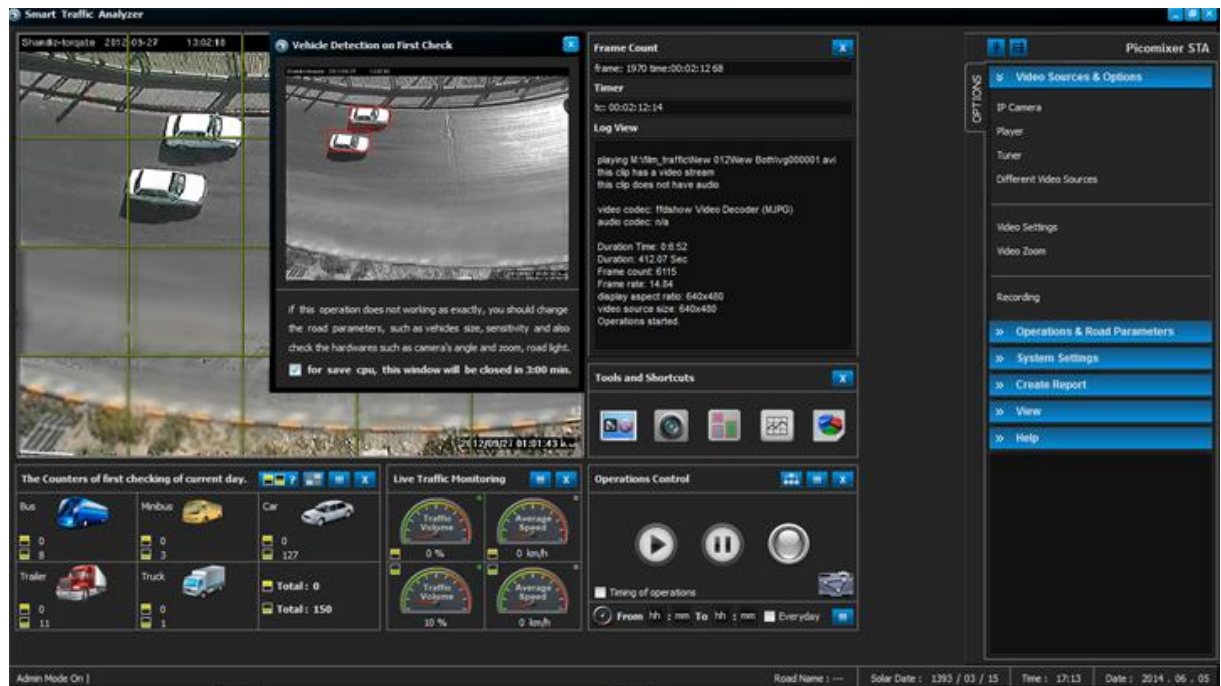 Smart Traffic Analyzer
Shandiz-torqate 2012-09-27 13:02:18
2012/09/27 01:01:43
Vehicle Detection on First Check
if this operation does not working as exactly, you should change
the road parameters, such as vehicles size, sensitivity and also
check the hardwares such as camera's angle and zoom, road light.
for save cpu, this window will be closed in 3:00 min.
Frame Count
frame: 1970 time:00:02:12 68
Timer
tc: 00:02:12:14
Log View
playing M:\film_traffic\New 012\New Both\vg000001.avi
this clip has a video stream
this clip does not have audio
video codec: ffdshow Video Decoder (MJPG)
audio codec: n/a
Duration Time: 0:6:52
Duration: 412.07 Sec
Frame count: 6115
Frame rate: 14.84
display aspect ratio: 640x480
video source size: 640x480
Operations started.
Tools and Shortcuts
The Counters of first checking of current day.
Bus
0
8
Minibus
0
3
Car
0
127
Trailer
0
11
Truck
0
1
Total: 0
Total: 150
Live Traffic Monitoring
Traffic Volume
0 %
Average Speed
0 km/h
Traffic Volume
10 %
Average Speed
0 km/h
Operations Control
Timing of operations
From hh : mm To hh : mm Everyday
Picomixer STA
OPTIONS
Video Sources & Options
IP Camera
Player
Tuner
Different Video Sources
Video Settings
Video Zoom
Recording
Operations & Road Parameters
System Settings
Create Report
View
Help
Admin Mode On |
Road Name : ---
Solar Date : 1393 / 03 / 15
Time : 17:13
Date : 2014 . 06 . 05